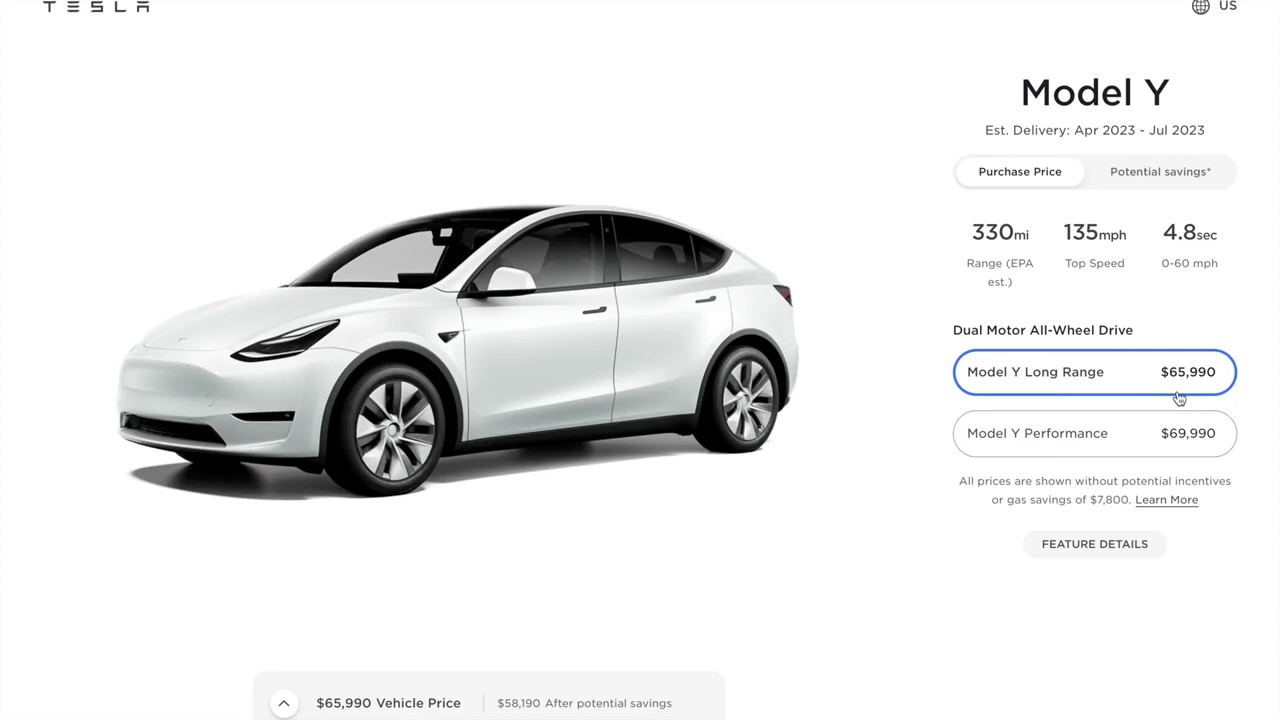 TESLA
US
Model Y
Est. Delivery: Apr 2023 - Jul 2023
Purchase Price
Potential savings*
330mi
135mph
4.8sec
Range (EPA
est.)
Top Speed
0-60 mph
Dual Motor All-Wheel Drive
Model Y Long Range $65,990
Model Y Performance $69,990
All prices are shown without potential incentives
or gas savings of $7,800. Learn More
FEATURE DETAILS
$65,990 Vehicle Price
$58,190 After potential savings